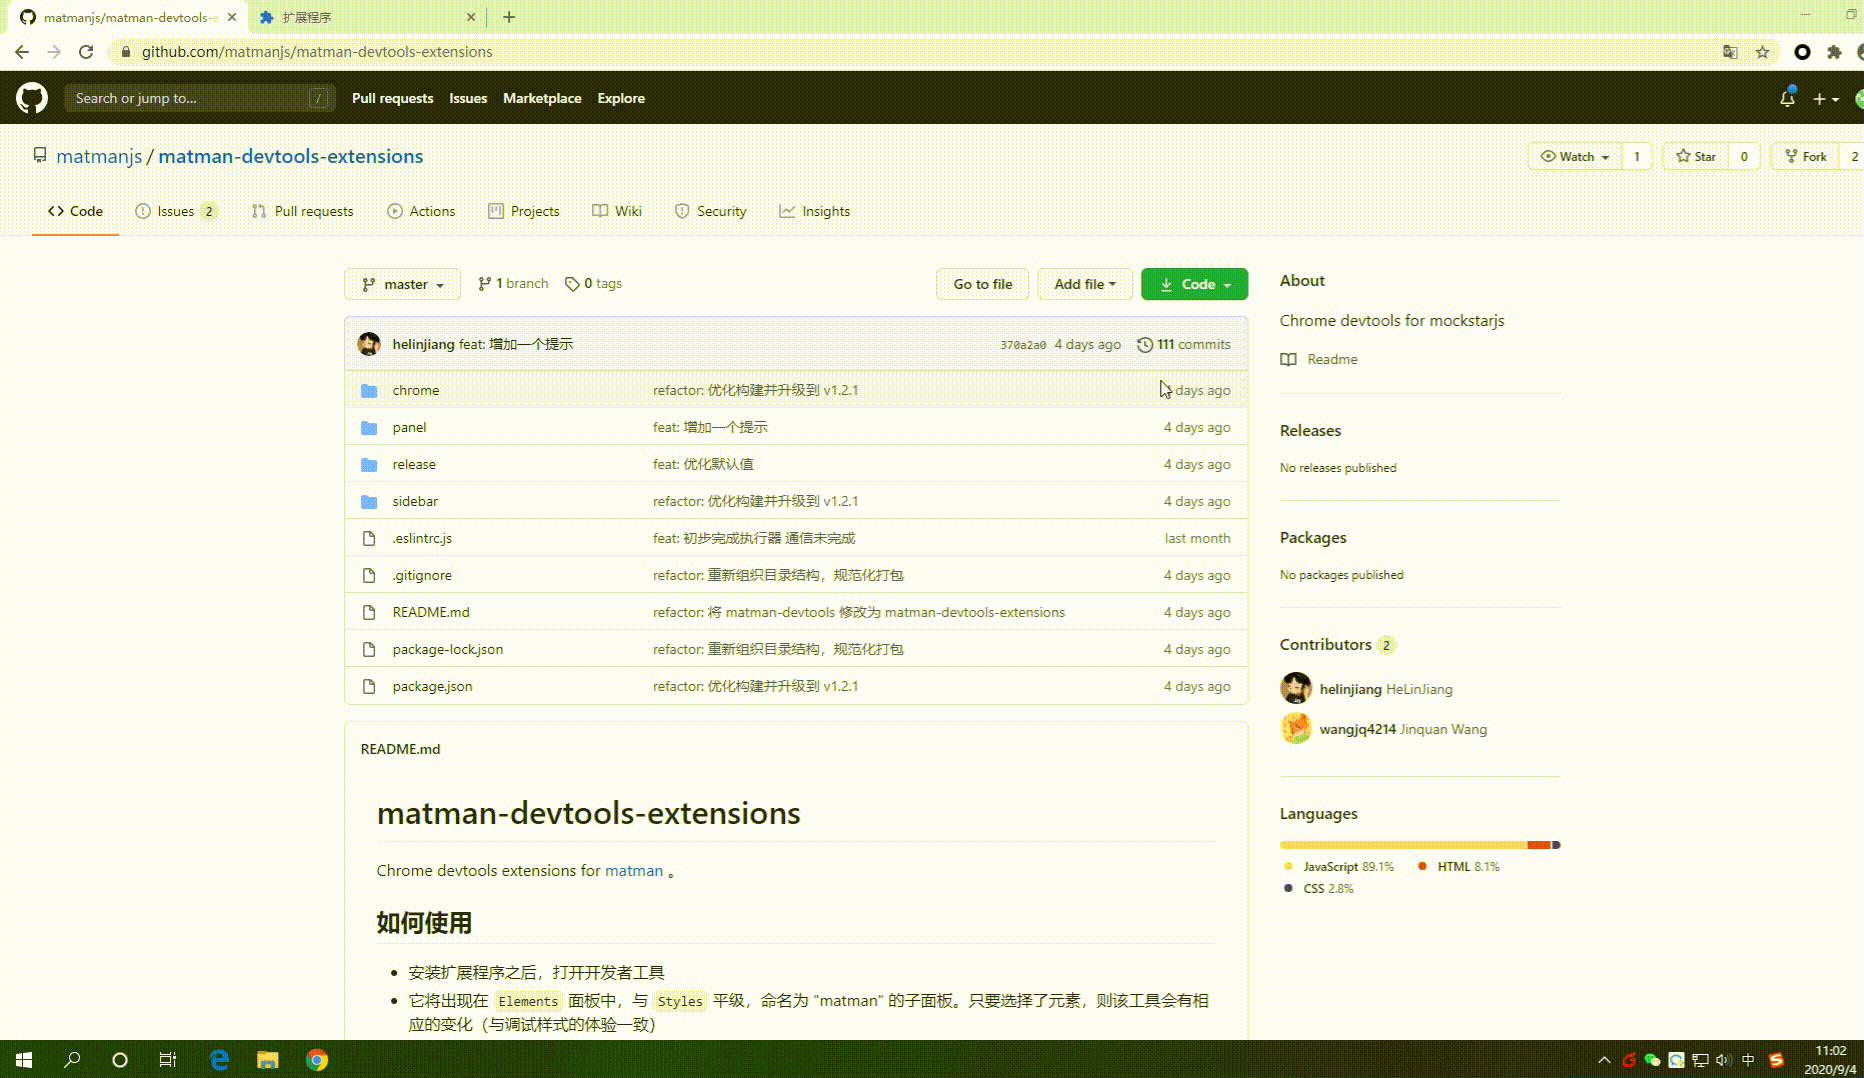 matmanjs/matman-devtools-e
扩展程序
github.com/matmanjs/matman-devtools-extensions
Search or jump to... /
Pull requests Issues Marketplace Explore
matmanjs / matman-devtools-extensions
Watch 1 Star 0 Fork 2
Code Issues 2 Pull requests Actions Projects Wiki Security Insights
master 1 branch 0 tags Go to file Add file Code
helinjiang feat: 增加一个提示 370a2a0 4 days ago 111 commits
chrome refactor: 优化构建并升级到 v1.2.1 days ago
panel feat: 增加一个提示 4 days ago
release feat: 优化默认值 4 days ago
sidebar refactor: 优化构建并升级到 v1.2.1 4 days ago
.eslintrc.js feat: 初步完成执行器 通信未完成 last month
.gitignore refactor: 重新组织目录结构，规范化打包 4 days ago
README.md refactor: 将 matman-devtools 修改为 matman-devtools-extensions 4 days ago
package-lock.json refactor: 重新组织目录结构，规范化打包 4 days ago
package.json refactor: 优化构建并升级到 v1.2.1 4 days ago
README.md
matman-devtools-extensions
Chrome devtools extensions for matman 。
如何使用
安装扩展程序之后，打开开发者工具
它将出现在 Elements 面板中，与 Styles 平级，命名为 "matman" 的子面板。只要选择了元素，则该工具会有相
应的变化（与调试样式的体验一致）
About
Chrome devtools for mockstarjs
Readme
Releases
No releases published
Packages
No packages published
Contributors 2
helinjiang HeLinJiang
wangjq4214 Jinquan Wang
Languages
JavaScript 89.1% HTML 8.1%
CSS 2.8%
中
11:02
2020/9/4